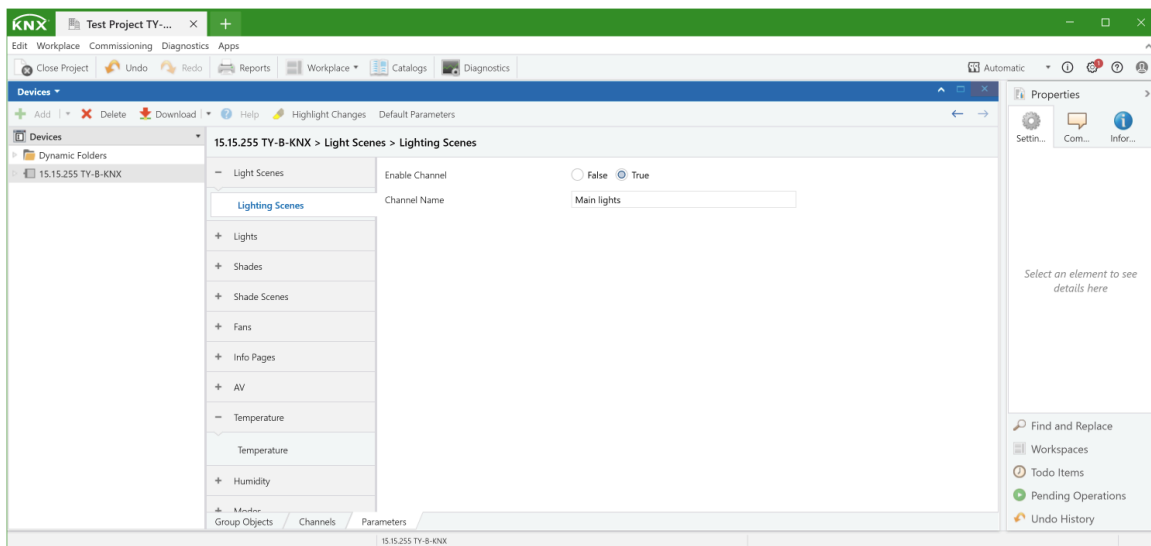 KNX Test Project TY-... × +
Edit Workplace Commissioning Diagnostics Apps
Close Project Undo Redo Reports Workplace Catalogs Diagnostics Automatic
Devices
Add Delete Download Help Highlight Changes Default Parameters
Devices
Dynamic Folders
15.15.255 TY-B-KNX
15.15.255 TY-B-KNX > Light Scenes > Lighting Scenes
Light Scenes
Lighting Scenes
Lights
Shades
Shade Scenes
Fans
Info Pages
AV
Temperature
Temperature
Humidity
Enable Channel False True
Channel Name Main lights
Group Objects Channels Parameters
Properties
Settin... Com... Infor...
Select an element to see
details here
Find and Replace
Workspaces
Todo Items
Pending Operations
Undo History
15.15.255 TY-B-KNX